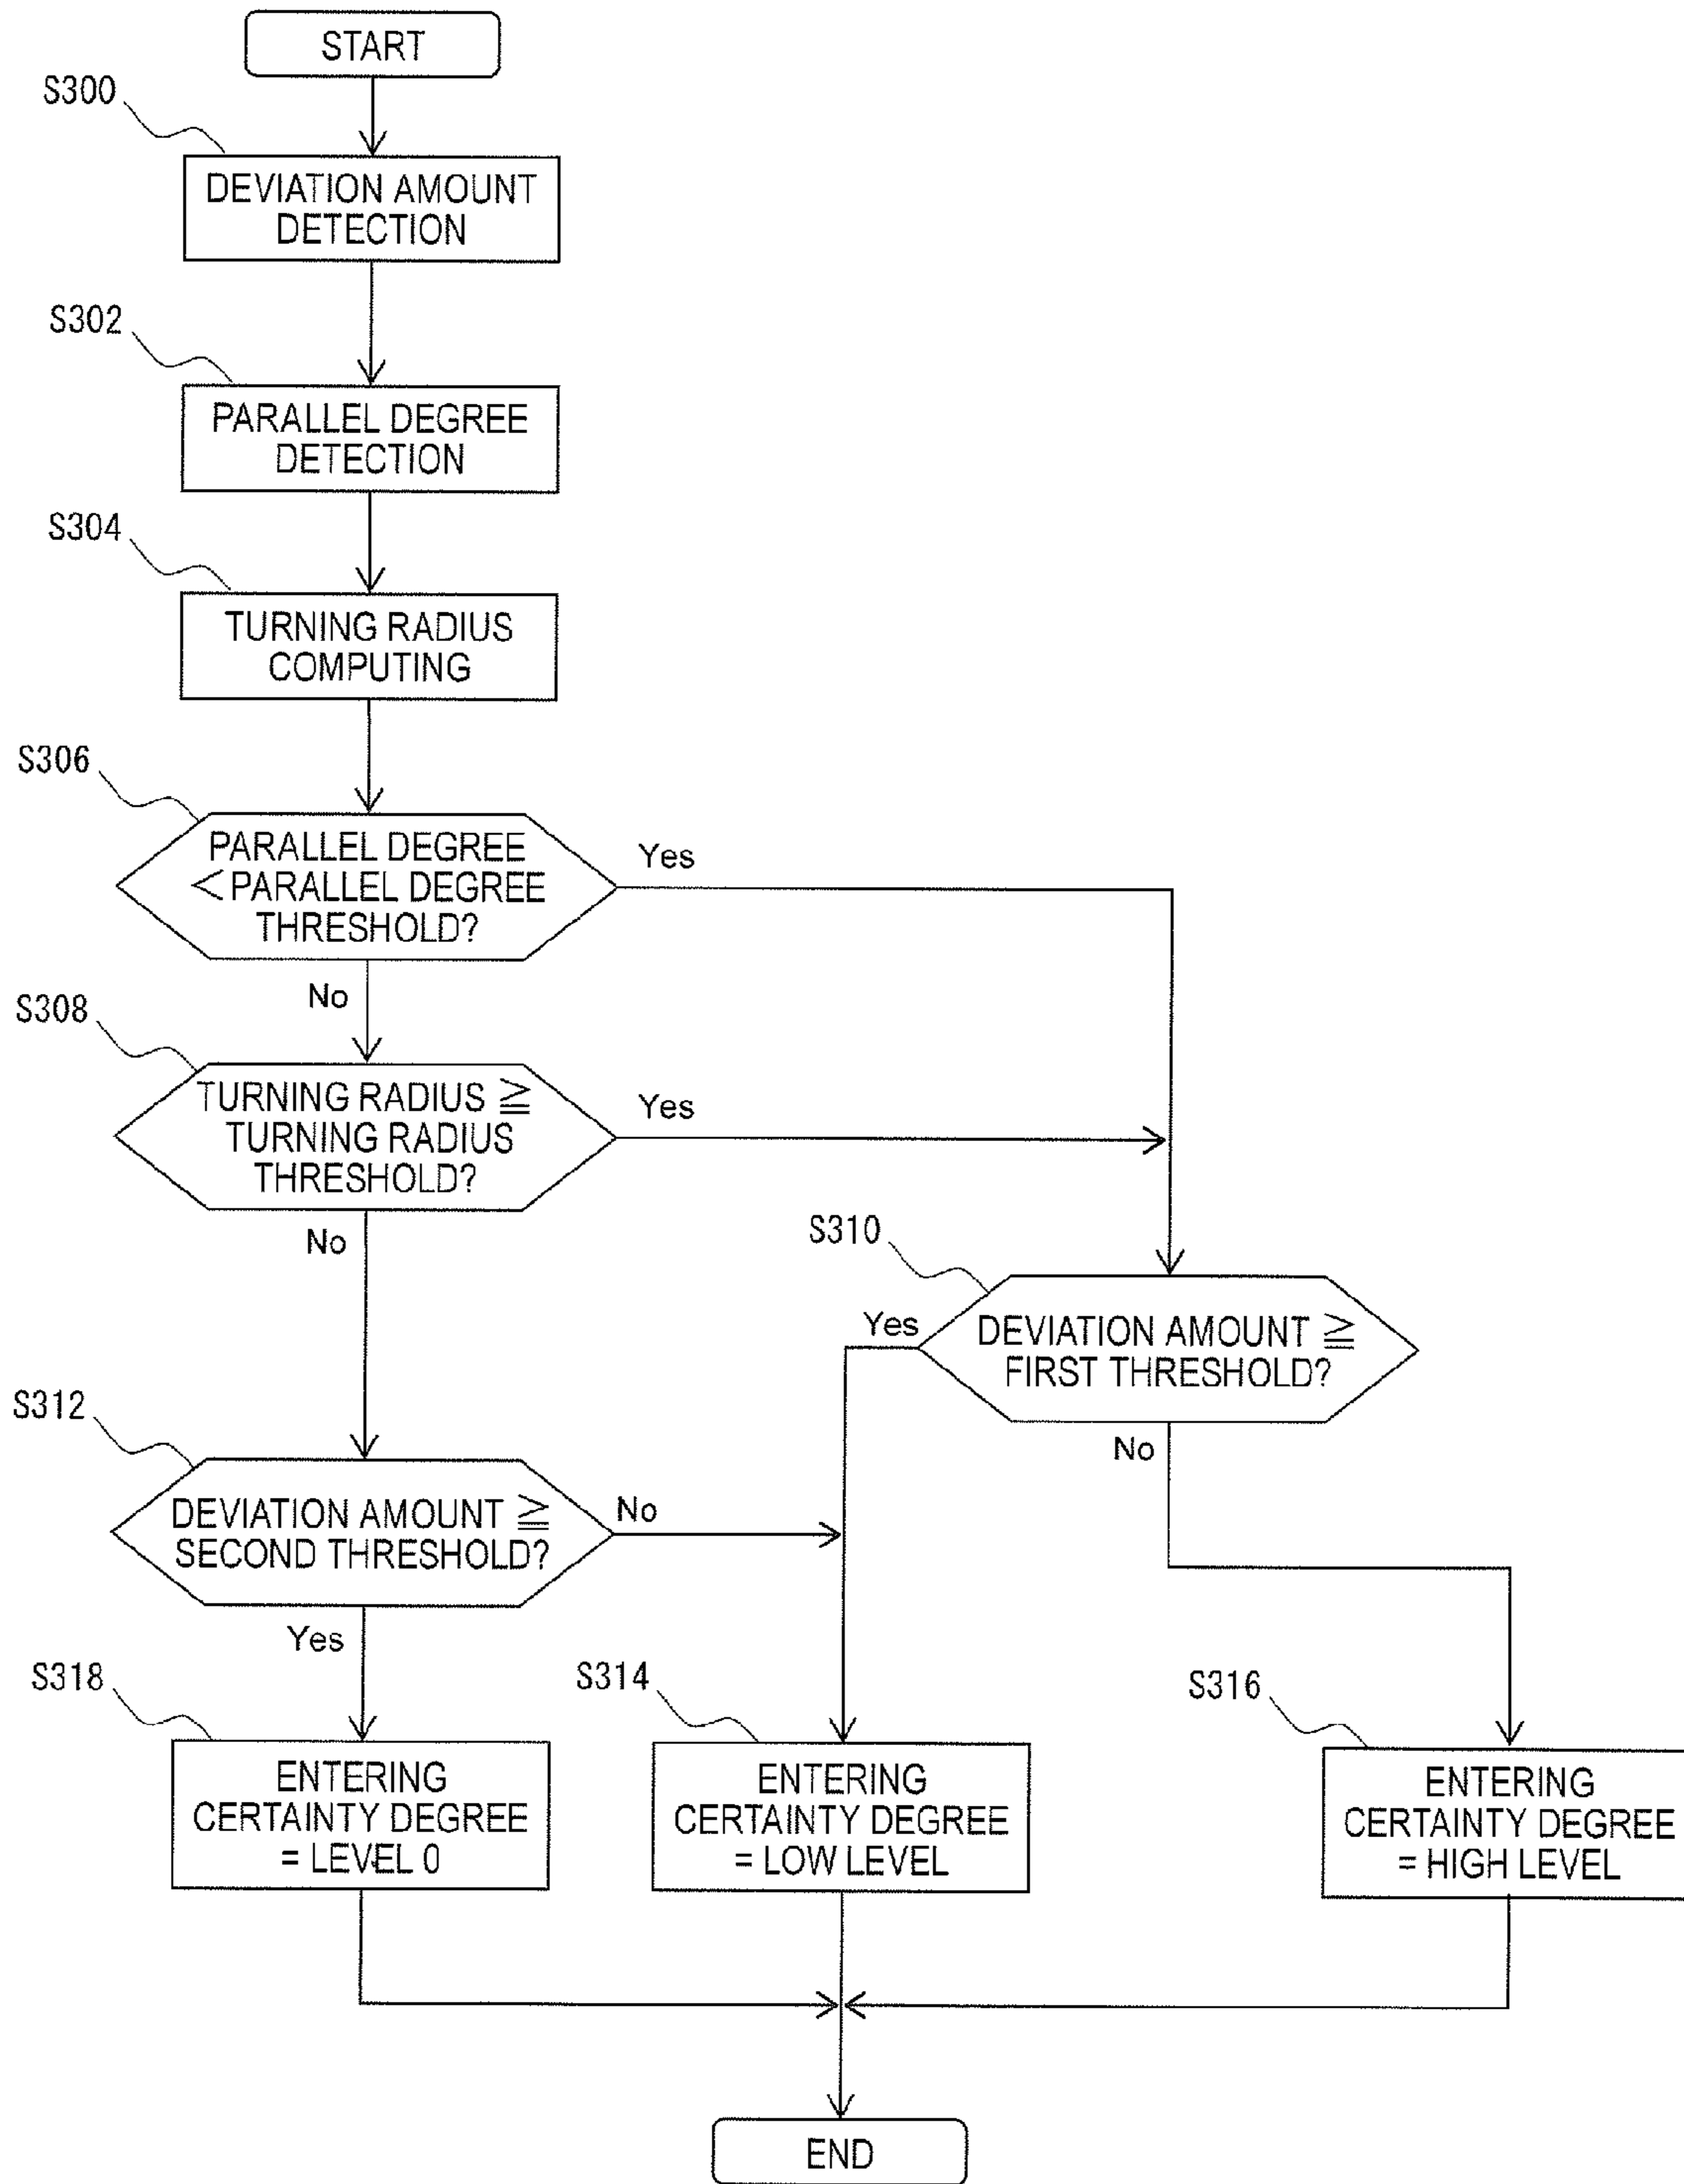 START
S300
DEVIATION AMOUNT
DETECTION
S302
PARALLEL DEGREE
DETECTION
S304
TURNING RADIUS
COMPUTING
S306
PARALLEL DEGREE
<PARALLEL DEGREE
THRESHOLD?
Yes
No
S308
TURNING RADIUS ≧
TURNING RADIUS
THRESHOLD?
Yes
No
S310
DEVIATION AMOUNT ≧
FIRST THRESHOLD?
Yes
No
S312
DEVIATION AMOUNT ≧
SECOND THRESHOLD?
No
Yes
S318
ENTERING
CERTAINTY DEGREE
= LEVEL 0
S314
ENTERING
CERTAINTY DEGREE
= LOW LEVEL
S316
ENTERING
CERTAINTY DEGREE
= HIGH LEVEL
END